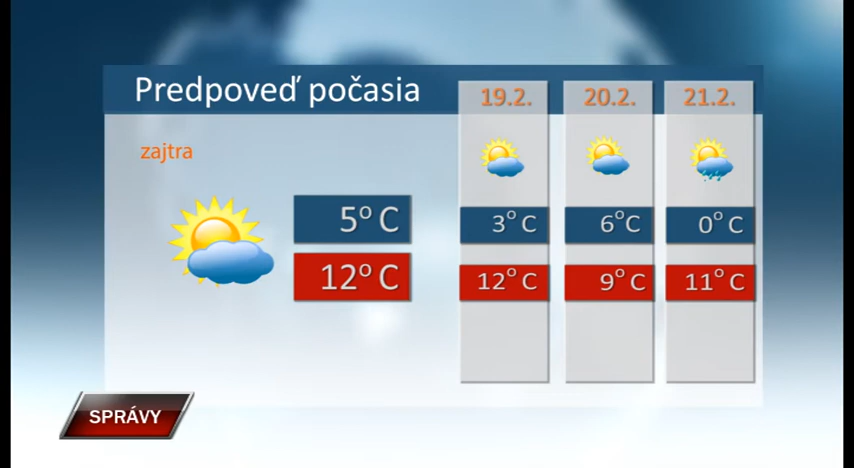 Predpoveď počasia
zajtra
5° C
12° C
19.2. 20.2. 21.2.
3° C 6°C 0° C
12° C 9° C 11° C
SPRÁVY